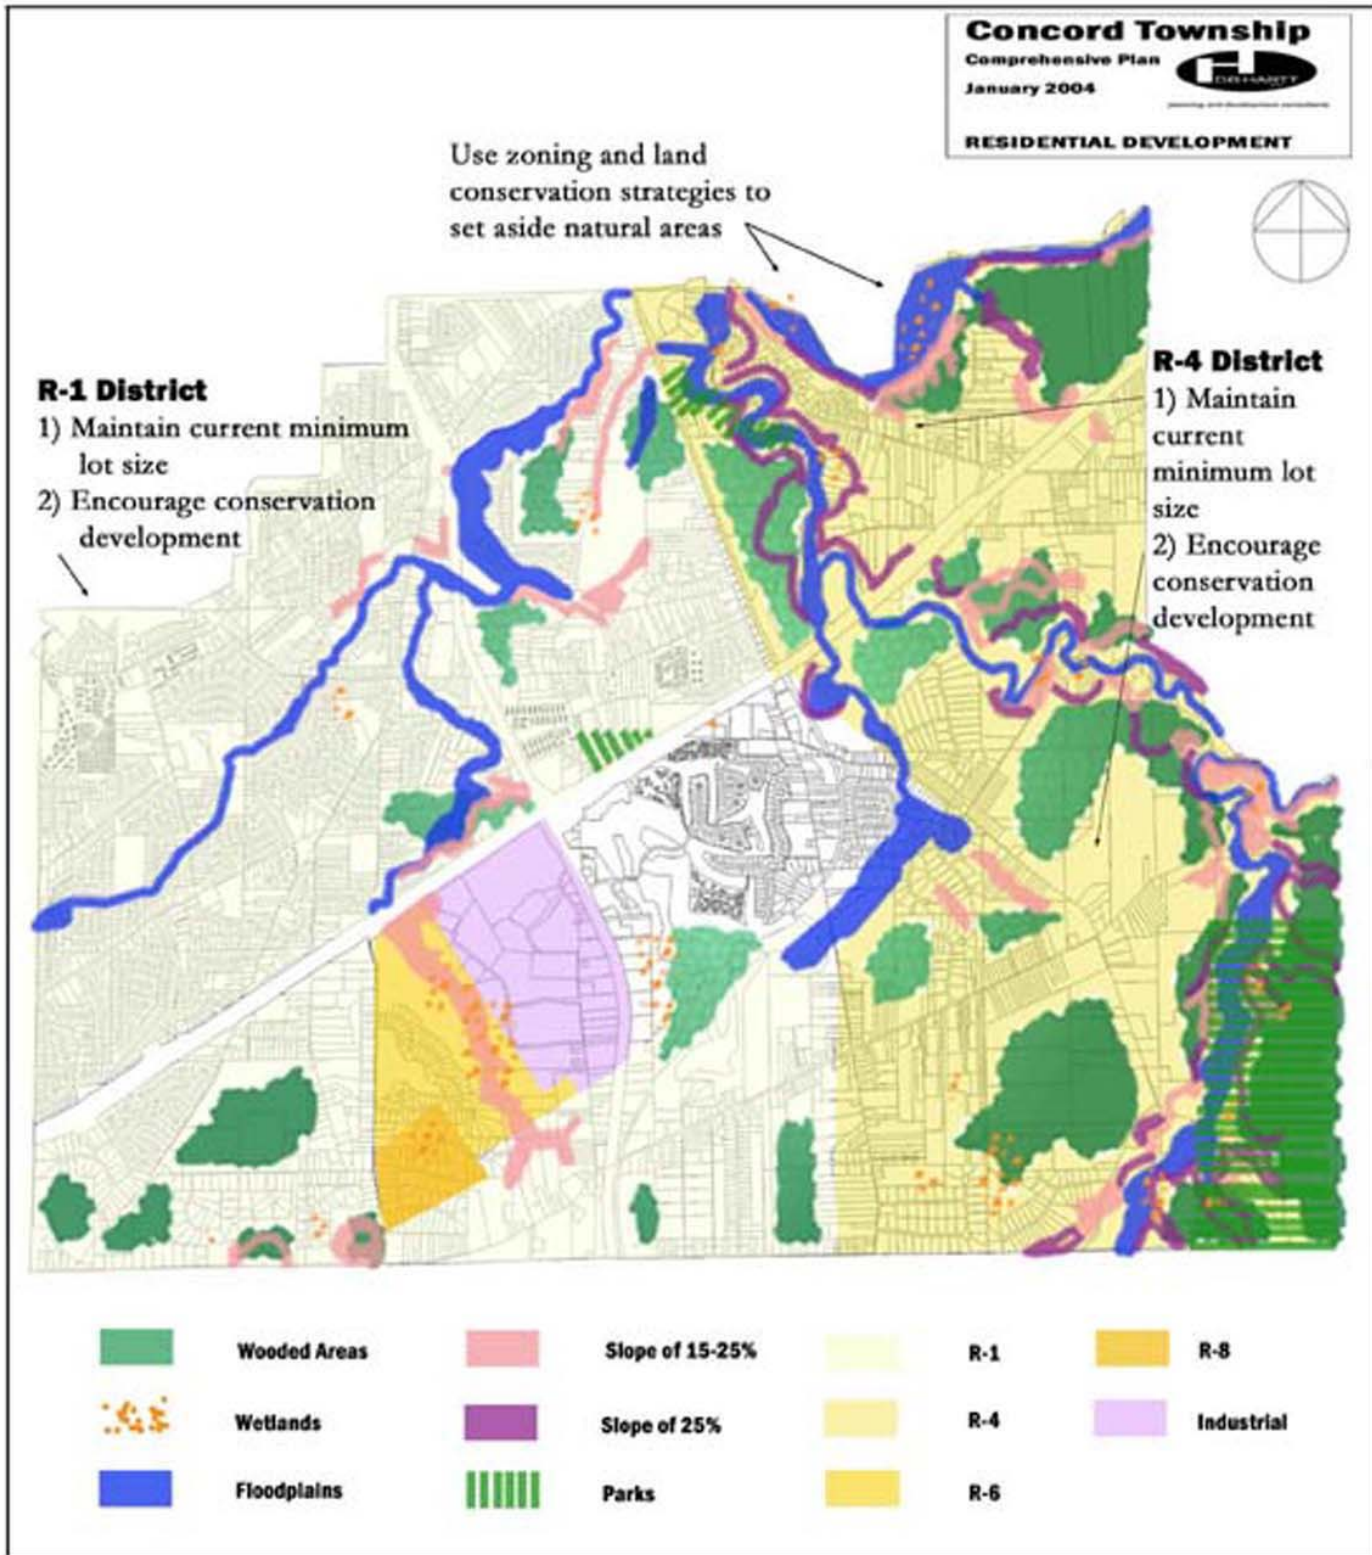 Concord Township
Comprehensive Plan
January 2004
RESIDENTIAL DEVELOPMENT
Use zoning and land
conservation strategies to
set aside natural areas
R-1 District
1) Maintain current minimum
lot size
2) Encourage conservation
development
R-4 District
1) Maintain
current
minimum lot
size
2) Encourage
conservation
development
Wooded Areas
Slope of 15-25%
R-1
R-8
Wetlands
Slope of 25%
R-4
Industrial
Floodplains
Parks
R-6